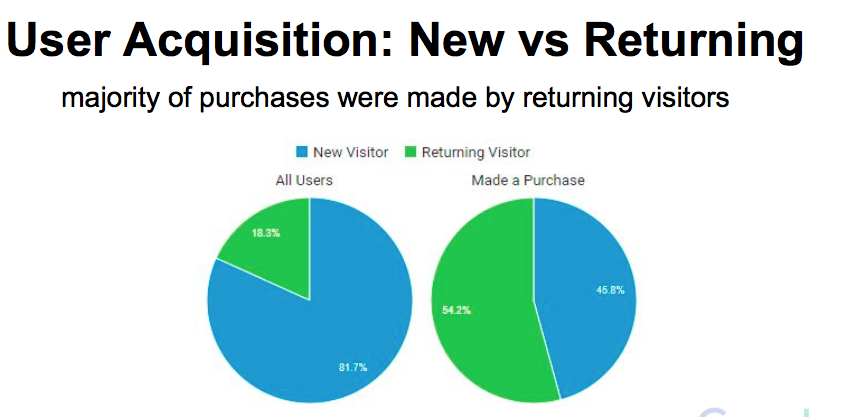 User Acquisition: New vs Returning
majority of purchases were made by returning visitors
New Visitor Returning Visitor
All Users Made a Purchase
18.3%
81.7%
54.2%
45.8%